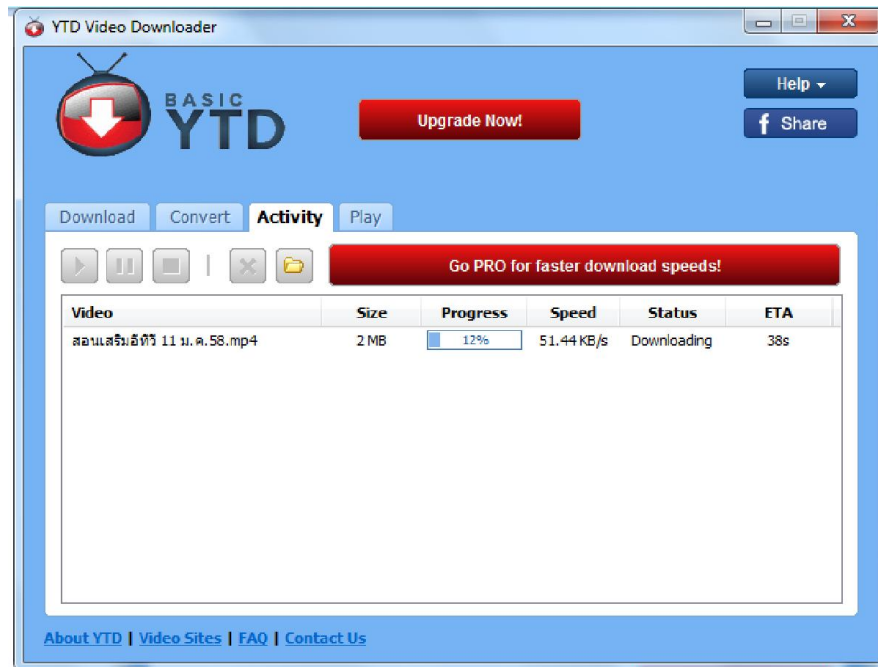 YTD Video Downloader
BASIC
YTD
Upgrade Now!
Help
f Share
Download Convert Activity Play
Go PRO for faster download speeds!
Video Size Progress Speed Status ETA
สอนเสริมอีทีวี 11 ม.ค.58.mp4 2 MB 12% 51.44 KB/s Downloading 38s
About YTD | Video Sites | FAQ | Contact Us